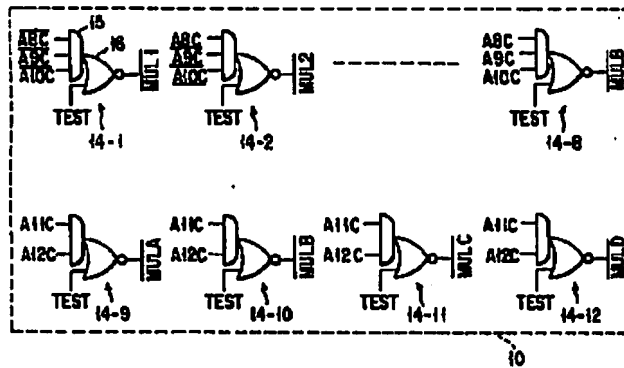 15
A8C
A9C
16
A10C
MUL1
TEST
14-1
A8C
A9C
A10C
MUL2
TEST
14-2
A8C
A9C
A10C
MUL8
TEST
14-8
A11C
A12C
MULA
TEST
14-9
A11C
A12C
MULB
TEST
14-10
A11C
A12C
MULC
TEST
14-11
A11C
A12C
MULD
TEST
14-12
10